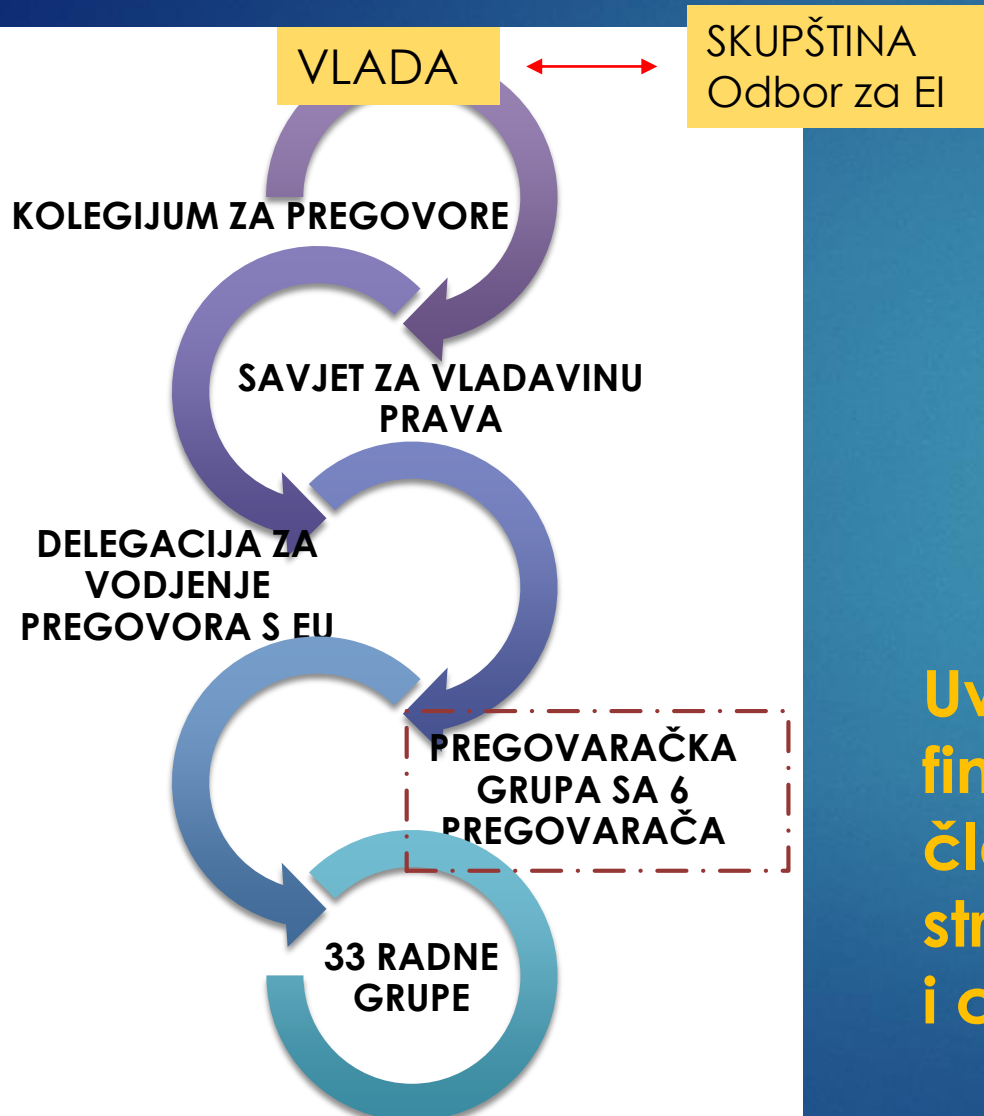 VLADA
SKUPŠTINA
Odbor za EI
KOLEGIJUM ZA PREGOVORE
SAVJET ZA VLADAVINU
PRAVA
DELEGACIJA ZA
VODJENJE
PREGOVORA S EU
PREGOVARAČKA
GRUPA SA 6
PREGOVARAČA
33 RADNE
GRUPE
i